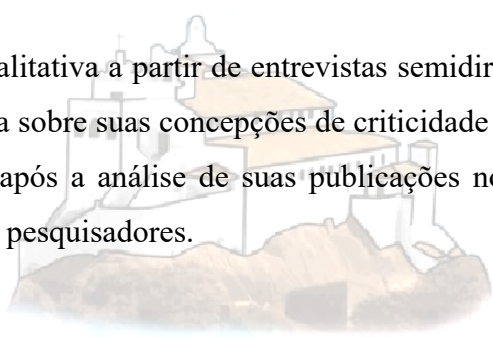 alitativa a partir de entrevistas semidir
a sobre suas concepções de criticidade
após a análise de suas publicações no
pesquisadores.